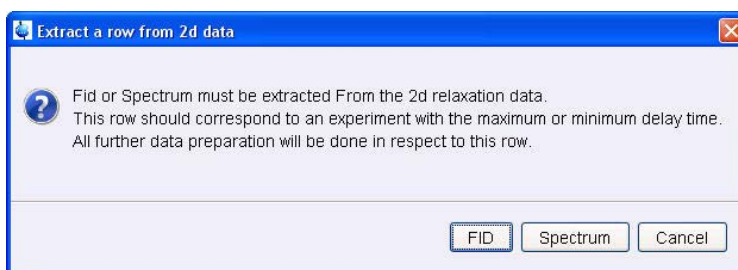 Extract a row from 2d data
Fid or Spectrum must be extracted From the 2d relaxation data.
This row should correspond to an experiment with the maximum or minimum delay time.
All further data preparation will be done in respect to this row.
FID Spectrum Cancel